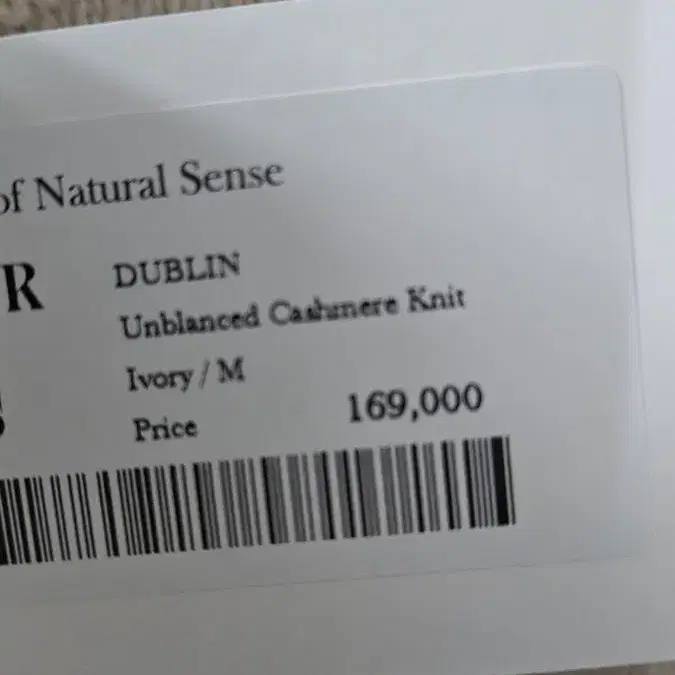 of Natural Sense
R
DUBLIN
Unblanced Cashmere Knit
Ivory / M
Price 169,000